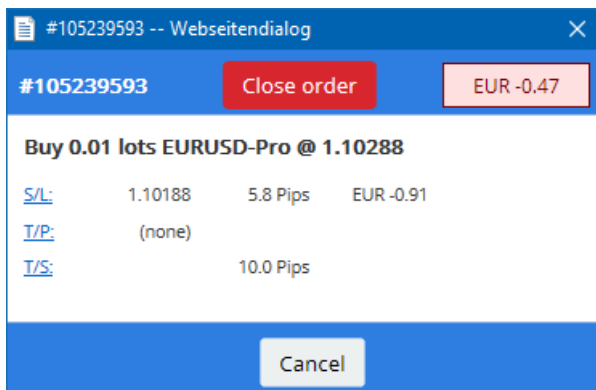 #105239593 -- Webseitendialog
#105239593 Close order EUR -0.47
Buy 0.01 lots EURUSD-Pro @ 1.10288
S/L: 1.10188 5.8 Pips EUR -0.91
T/P: (none)
T/S: 10.0 Pips
Cancel